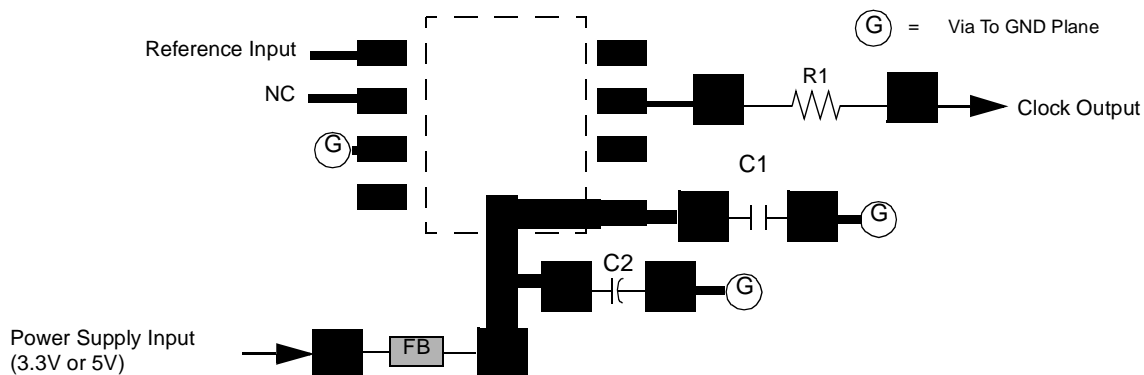 G = Via To GND Plane
Reference Input
NC
R1
Clock Output
G
C1
G
C2
G
Power Supply Input
(3.3V or 5V)
FB